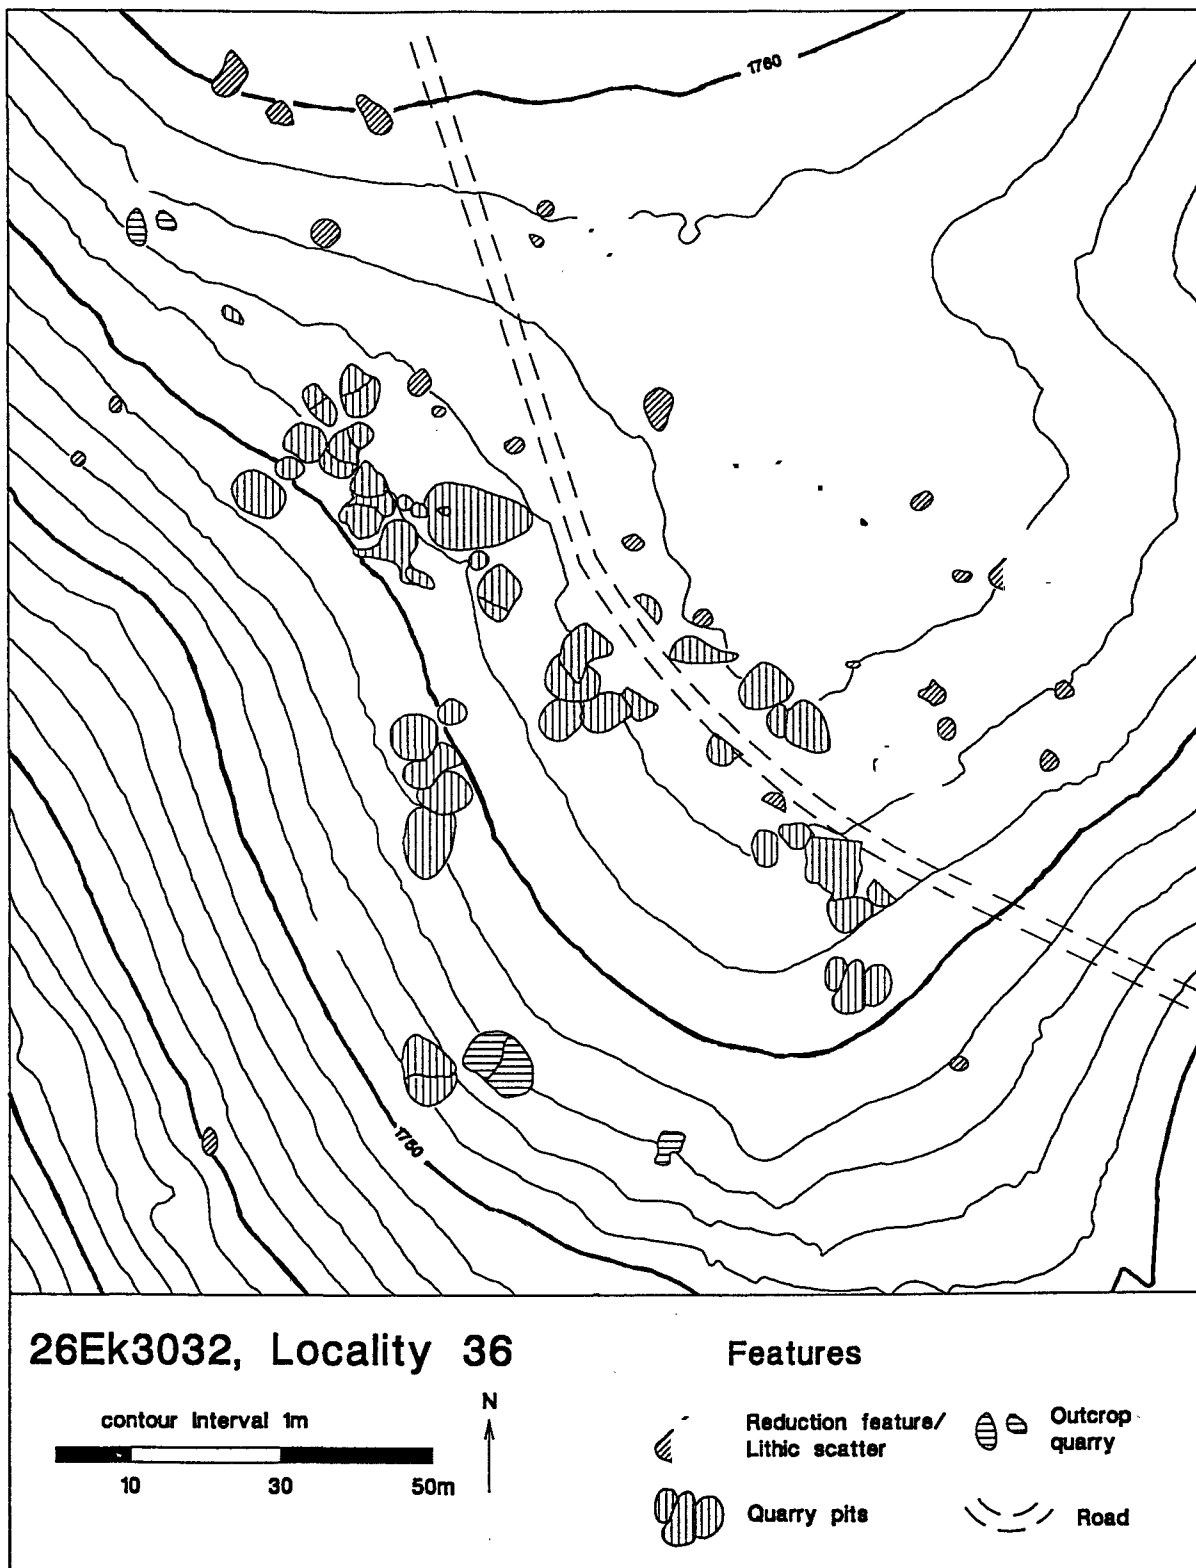 1760
1750
26Ek3032, Locality 36
contour interval 1m
10 30 50m
N
Features
Reduction feature/
Lithic scatter
Outcrop
quarry
Quarry pits
Road